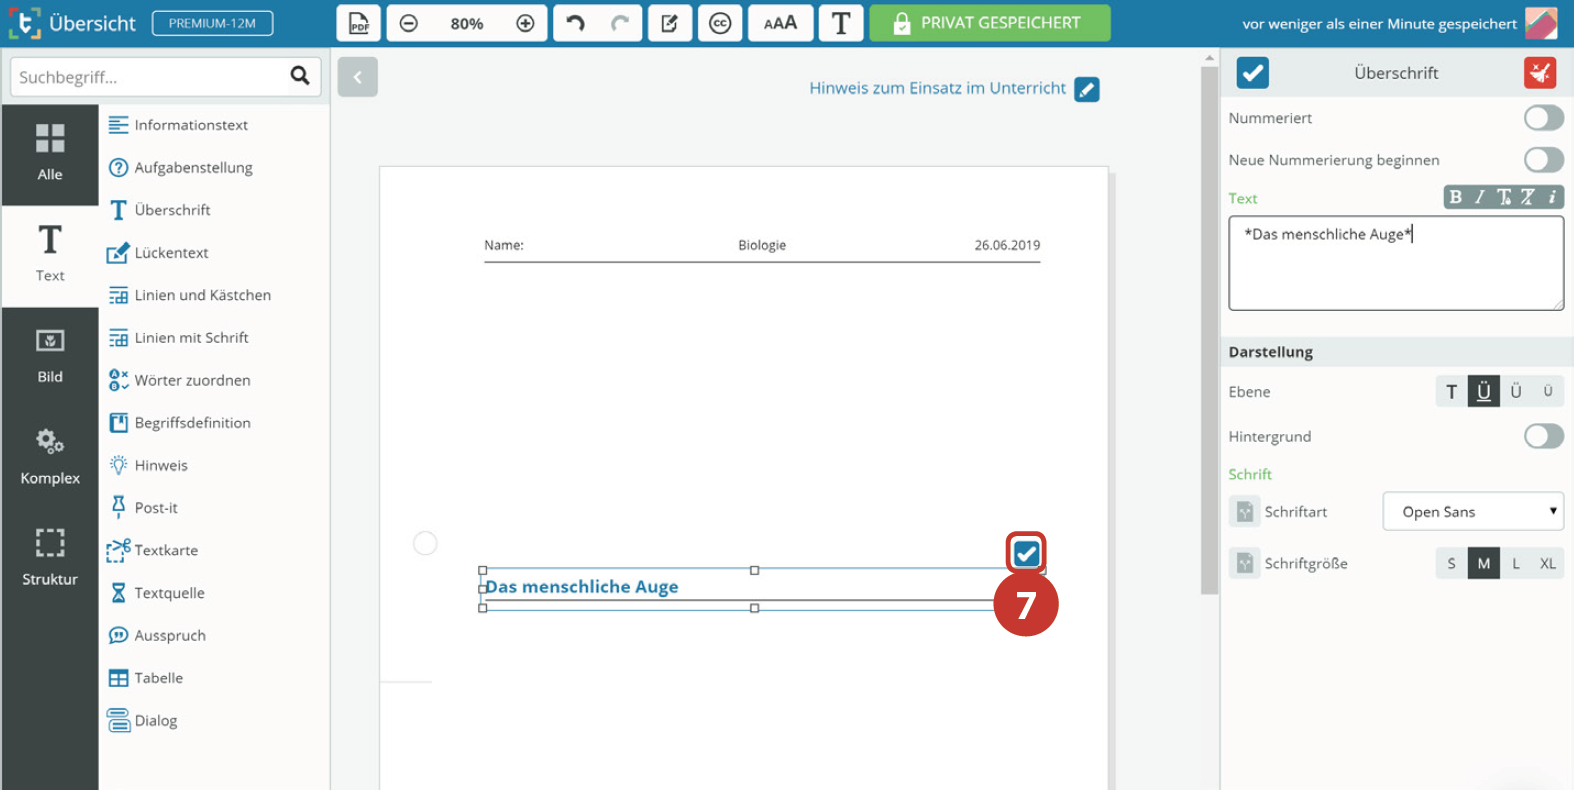 Übersicht PREMIUM-12M PDF 80% cc AAA T PRIVAT GESPEICHERT vor weniger als einer Minute gespeichert
Suchbegriff...
Alle
Text
Bild
Komplex
Struktur
Informationstext
Aufgabenstellung
Überschrift
Lückentext
Linien und Kästchen
Linien mit Schrift
Wörter zuordnen
Begriffsdefinition
Hinweis
Post-it
Textkarte
Textquelle
Ausspruch
Tabelle
Dialog
Hinweis zum Einsatz im Unterricht
Name: Biologie 26.06.2019
Das menschliche Auge
7
Überschrift
Nummeriert
Neue Nummerierung beginnen
Text B I T T i
*Das menschliche Auge*
Darstellung
Ebene T Ü Ü Ü
Hintergrund
Schrift
Schriftart Open Sans
Schriftgröße S M L XL